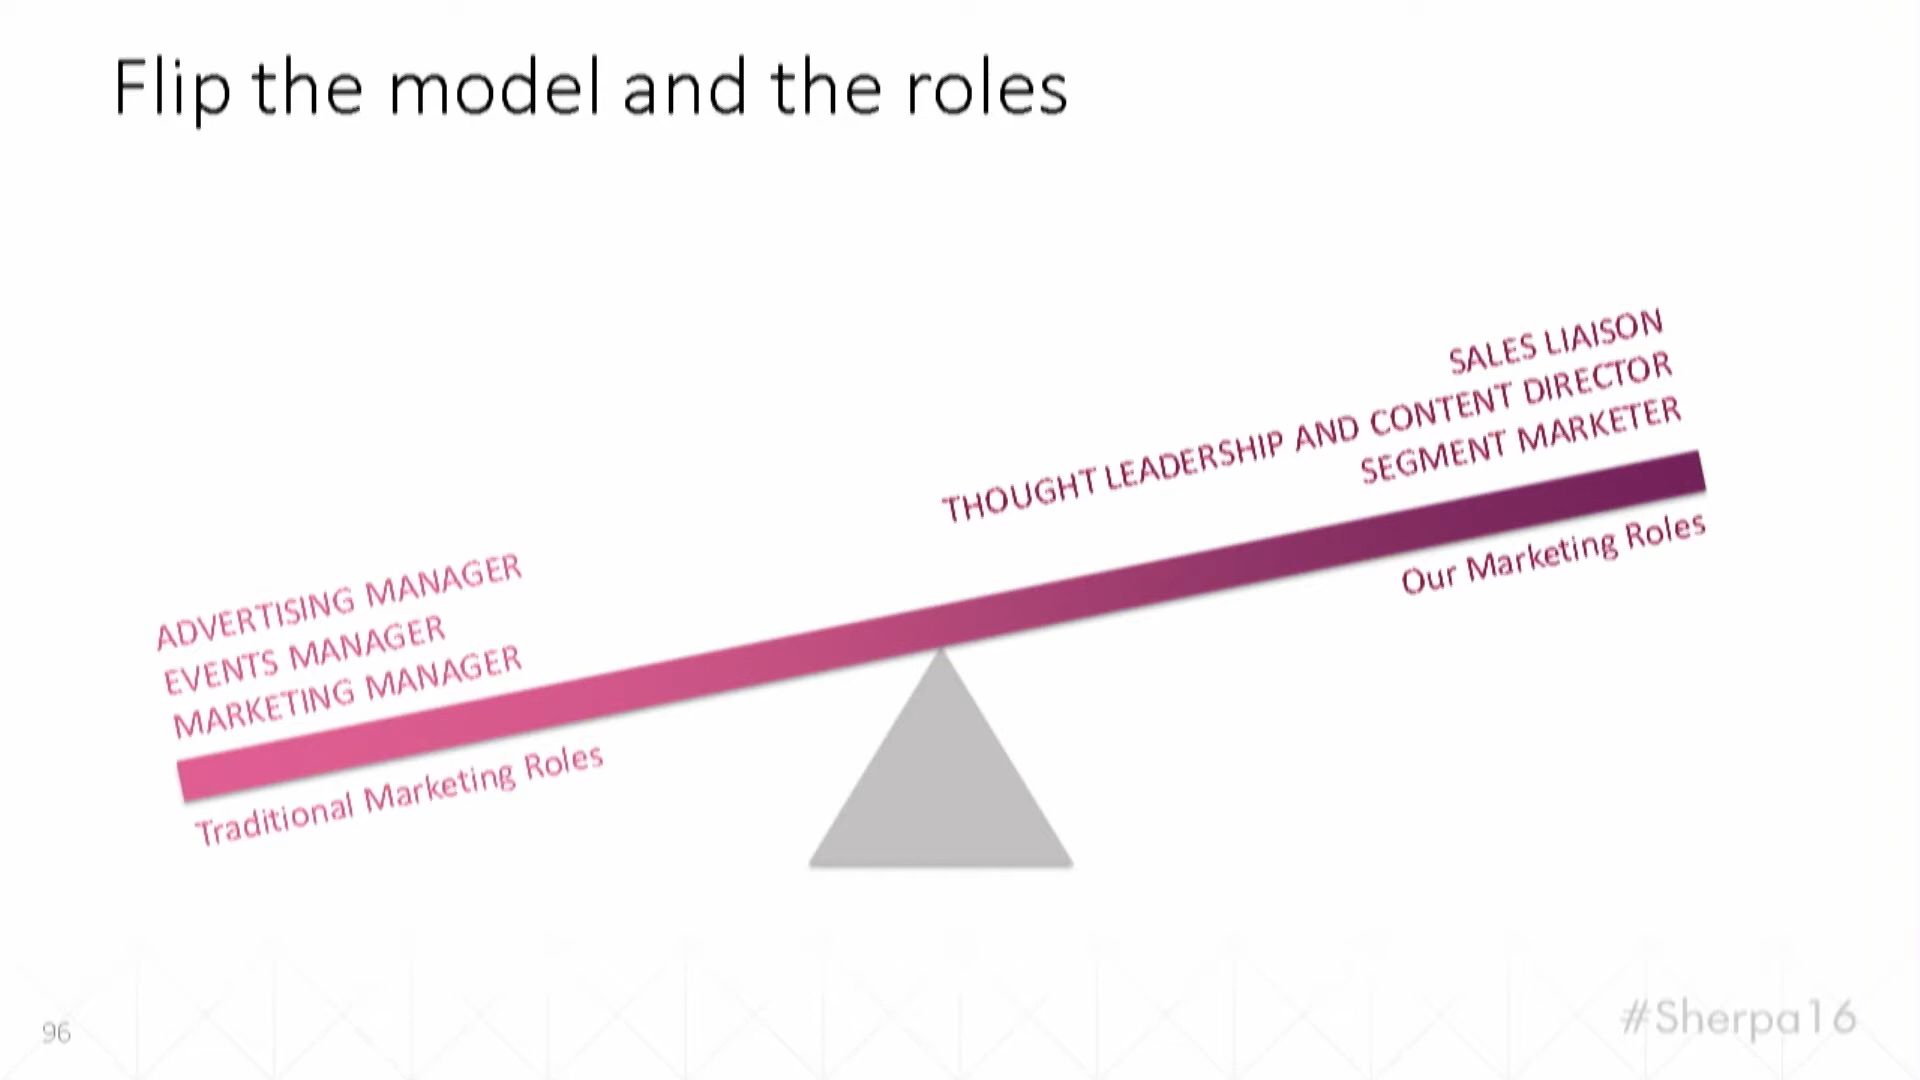 Flip the model and the roles
SALES LIAISON
THOUGHT LEADERSHIP AND CONTENT DIRECTOR
SEGMENT MARKETER
Our Marketing Roles
ADVERTISING MANAGER
EVENTS MANAGER
MARKETING MANAGER
Traditional Marketing Roles
96
#Sherpa16